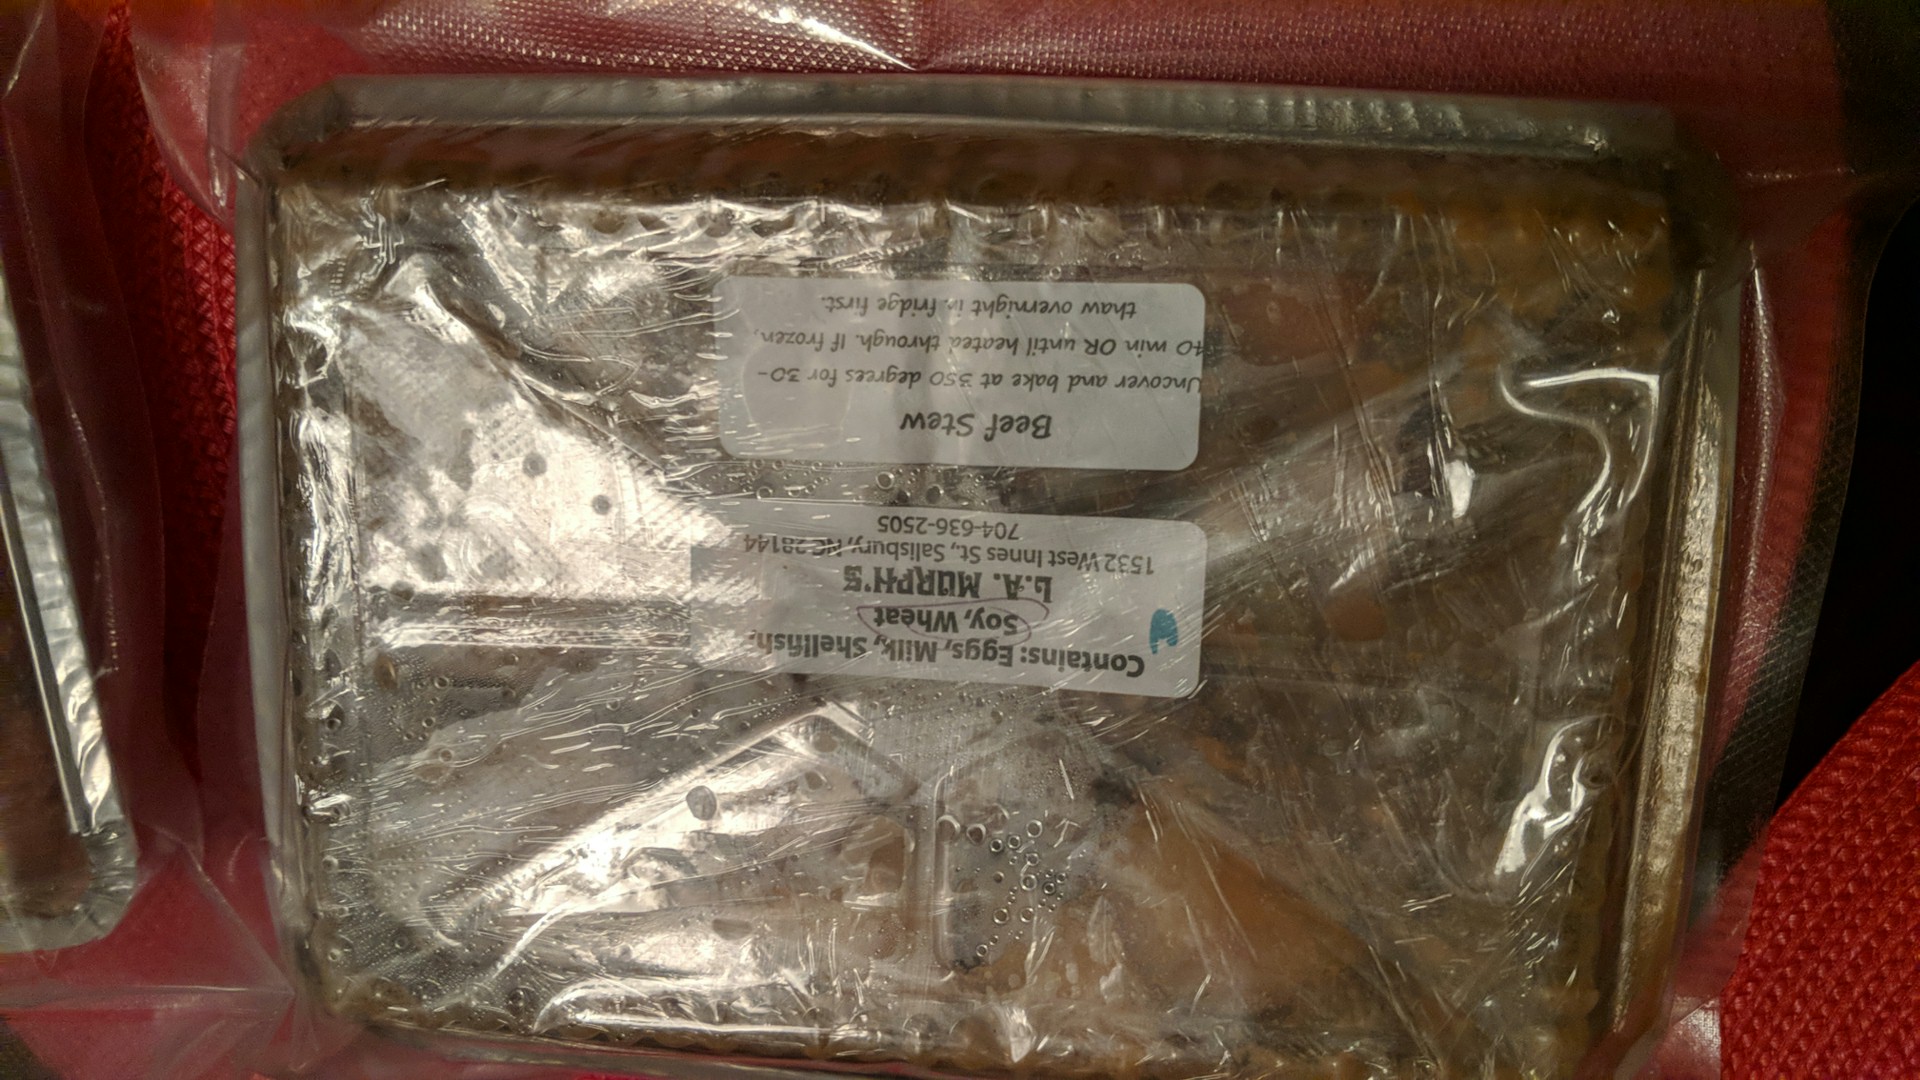 Contains: Eggs, Milk, Shellfish,
Soy, Wheat
L.A. MURPH'S
1532 West Innes St., Salisbury, NC 28144
704-636-2505
Beef Stew
Uncover and bake at 350 degrees for 30-
40 min OR until heated through. If frozen,
thaw overnight in fridge first.